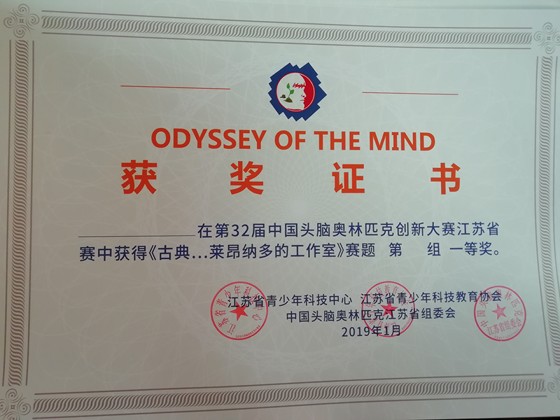 ODYSSEY OF THE MIND
获奖证书
在第32届中国头脑奥林匹克创新大赛江苏省
赛中获得《古典...莱昂纳多的工作室》赛题 第 组 一等奖。
江苏省青少年科技中心 江苏省青少年科技教育协会
中国头脑奥林匹克江苏省组委会
2019年1月